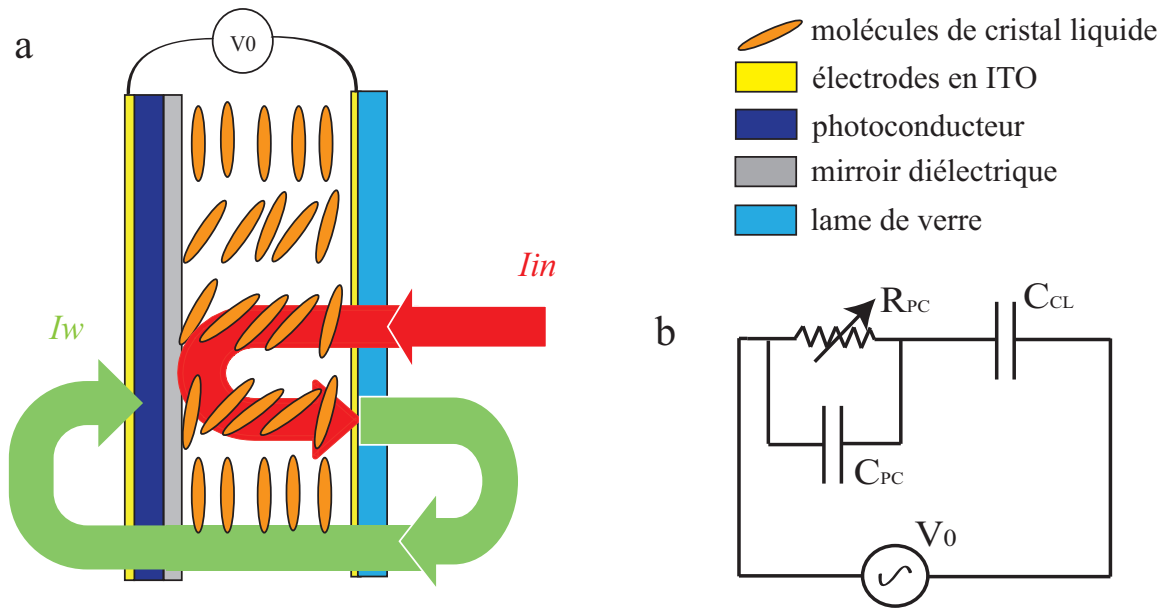 a
V0
Iw
Iin
molécules de cristal liquide
électrodes en ITO
photoconducteur
mirroir diélectrique
lame de verre
b
RPC
CCL
CPC
V0